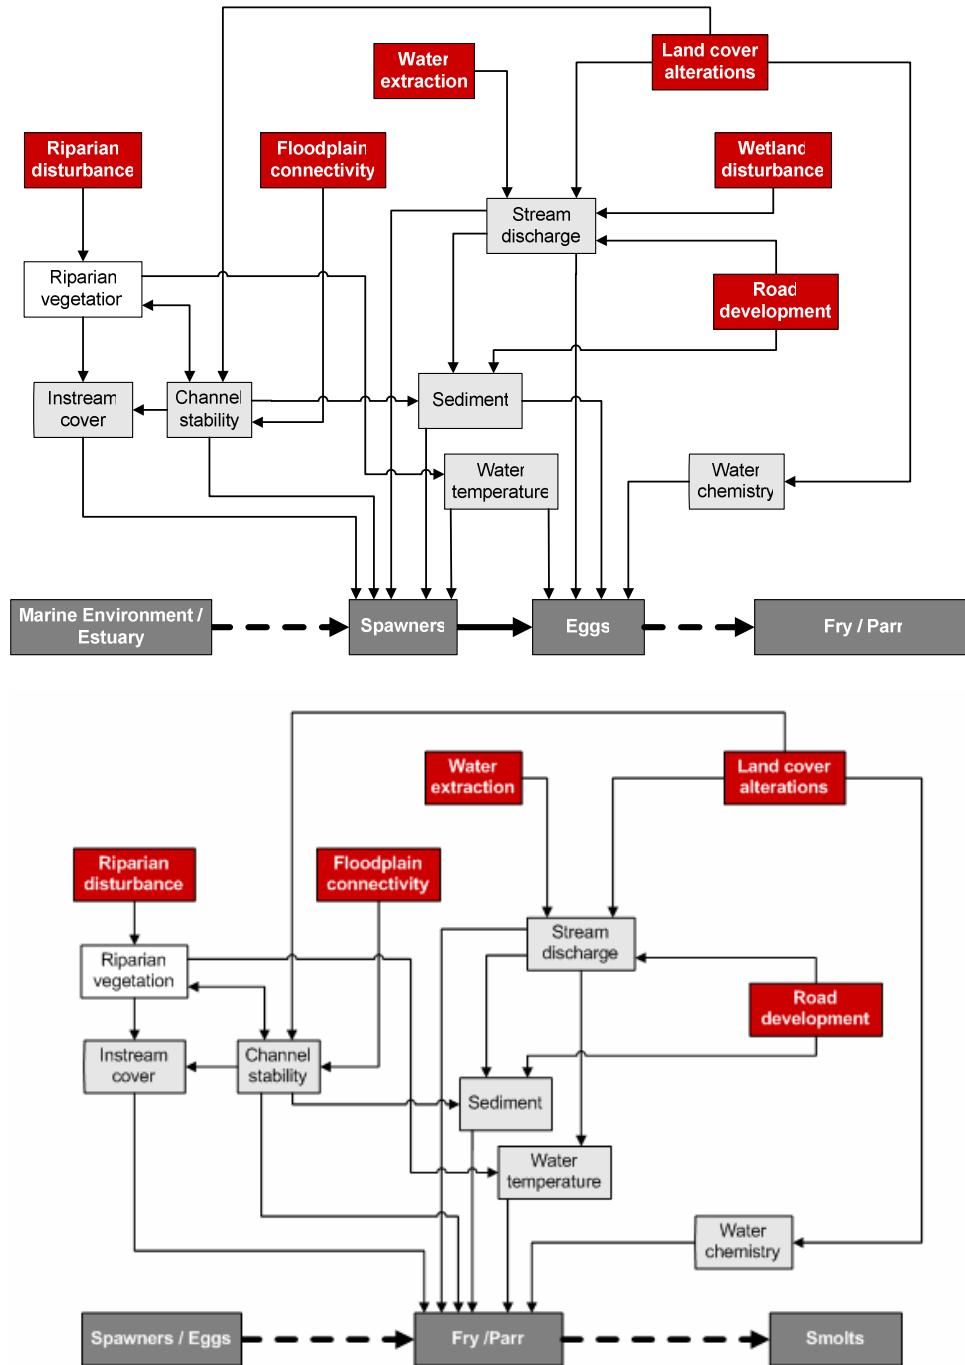 Water
extraction
Land cover
alterations
Riparian
disturbance
Floodplain
connectivity
Wetland
disturbance
Stream
discharge
Riparian
vegetation
Road
development
Instream
cover
Channel
stability
Sediment
Water
temperature
Water
chemistry
Marine Environment /
Estuary
Spawners
Eggs
Fry / Parr
Water
extraction
Land cover
alterations
Riparian
disturbance
Floodplain
connectivity
Stream
discharge
Riparian
vegetation
Road
development
Instream
cover
Channel
stability
Sediment
Water
temperature
Water
chemistry
Spawners / Eggs
Fry /Parr
Smolts